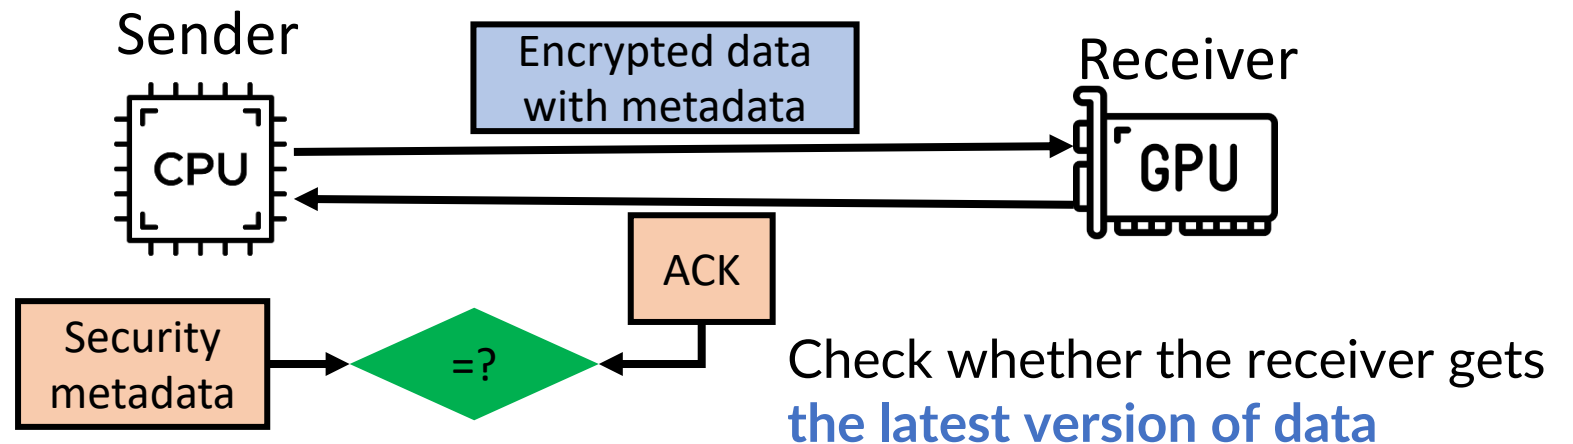 Sender
Encrypted data
with metadata
Receiver
CPU
GPU
ACK
Security
metadata
=?
Check whether the receiver gets
the latest version of data